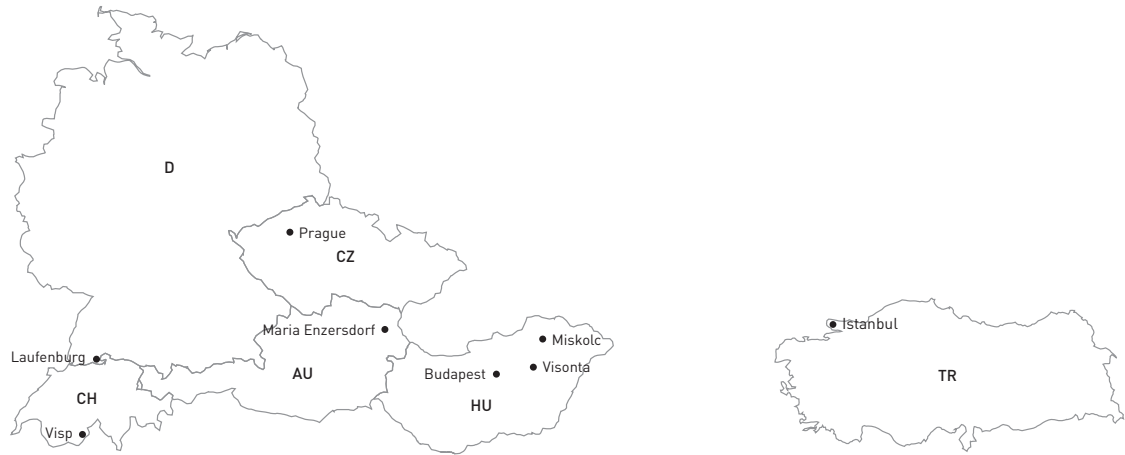 D
Prague
CZ
Maria Enzersdorf
Istanbul
Miskolc
Laufenburg
Visonta
Budapest
AU
TR
CH
HU
Visp